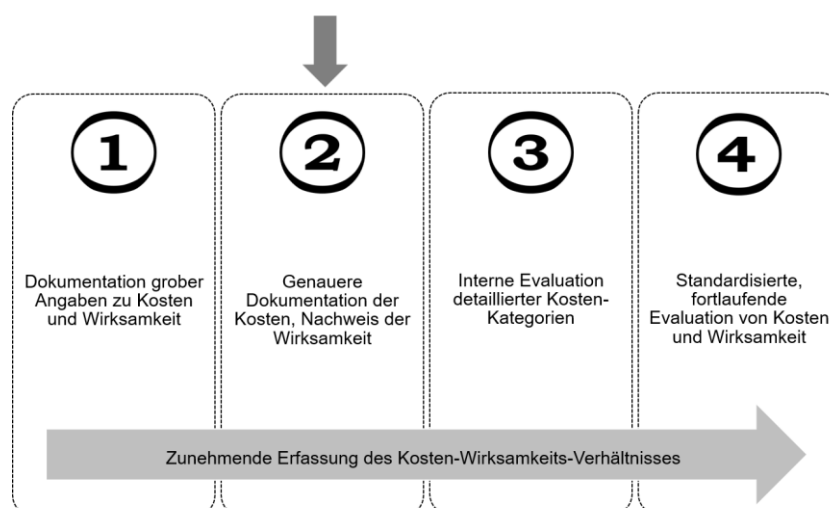 1
2
3
4
Dokumentation grober
Angaben zu Kosten
und Wirksamkeit
Genauere
Dokumentation der
Kosten, Nachweis der
Wirksamkeit
Interne Evaluation
detaillierter Kosten-
Kategorien
Standardisierte,
fortlaufende
Evaluation von Kosten
und Wirksamkeit
Zunehmende Erfassung des Kosten-Wirksamkeits-Verhältnisses